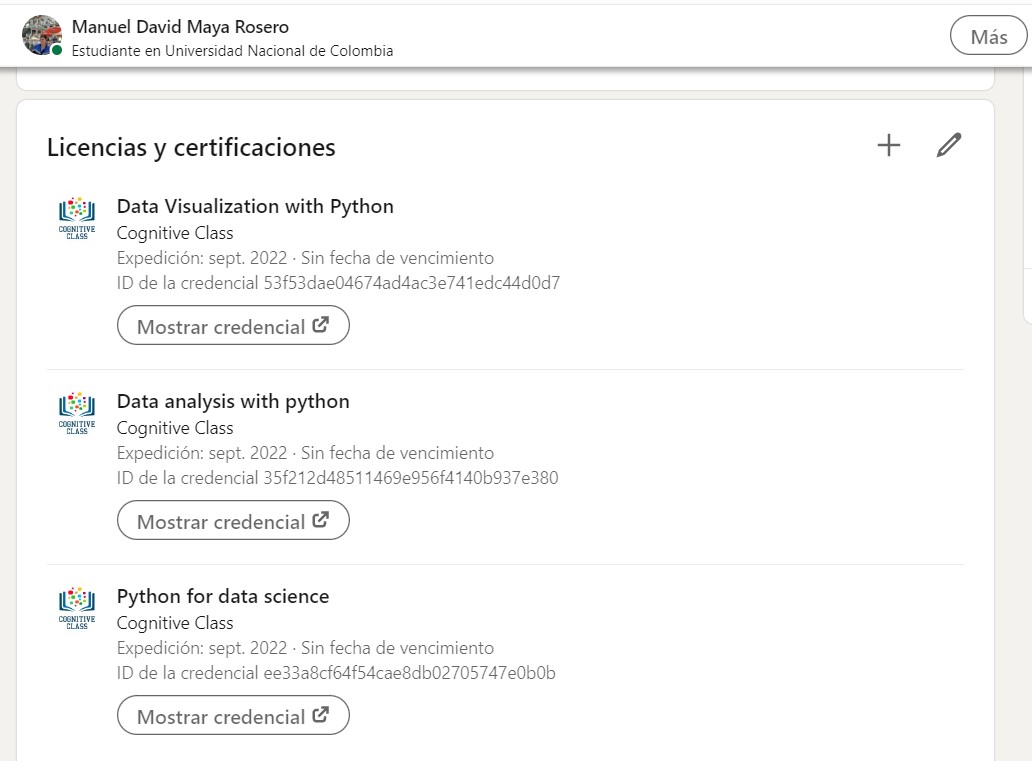 Manuel David Maya Rosero
Estudiante en Universidad Nacional de Colombia
Más
Licencias y certificaciones
COGNITIVE
CLASS
Data Visualization with Python
Cognitive Class
Expedición: sept. 2022 · Sin fecha de vencimiento
ID de la credencial 53f53dae04674ad4ac3e741edc44d0d7
Mostrar credencial
COGNITIVE
CLASS
Data analysis with python
Cognitive Class
Expedición: sept. 2022 · Sin fecha de vencimiento
ID de la credencial 35f212d48511469e956f4140b937e380
Mostrar credencial
COGNITIVE
CLASS
Python for data science
Cognitive Class
Expedición: sept. 2022 · Sin fecha de vencimiento
ID de la credencial ee33a8cf64f54cae8db02705747e0b0b
Mostrar credencial